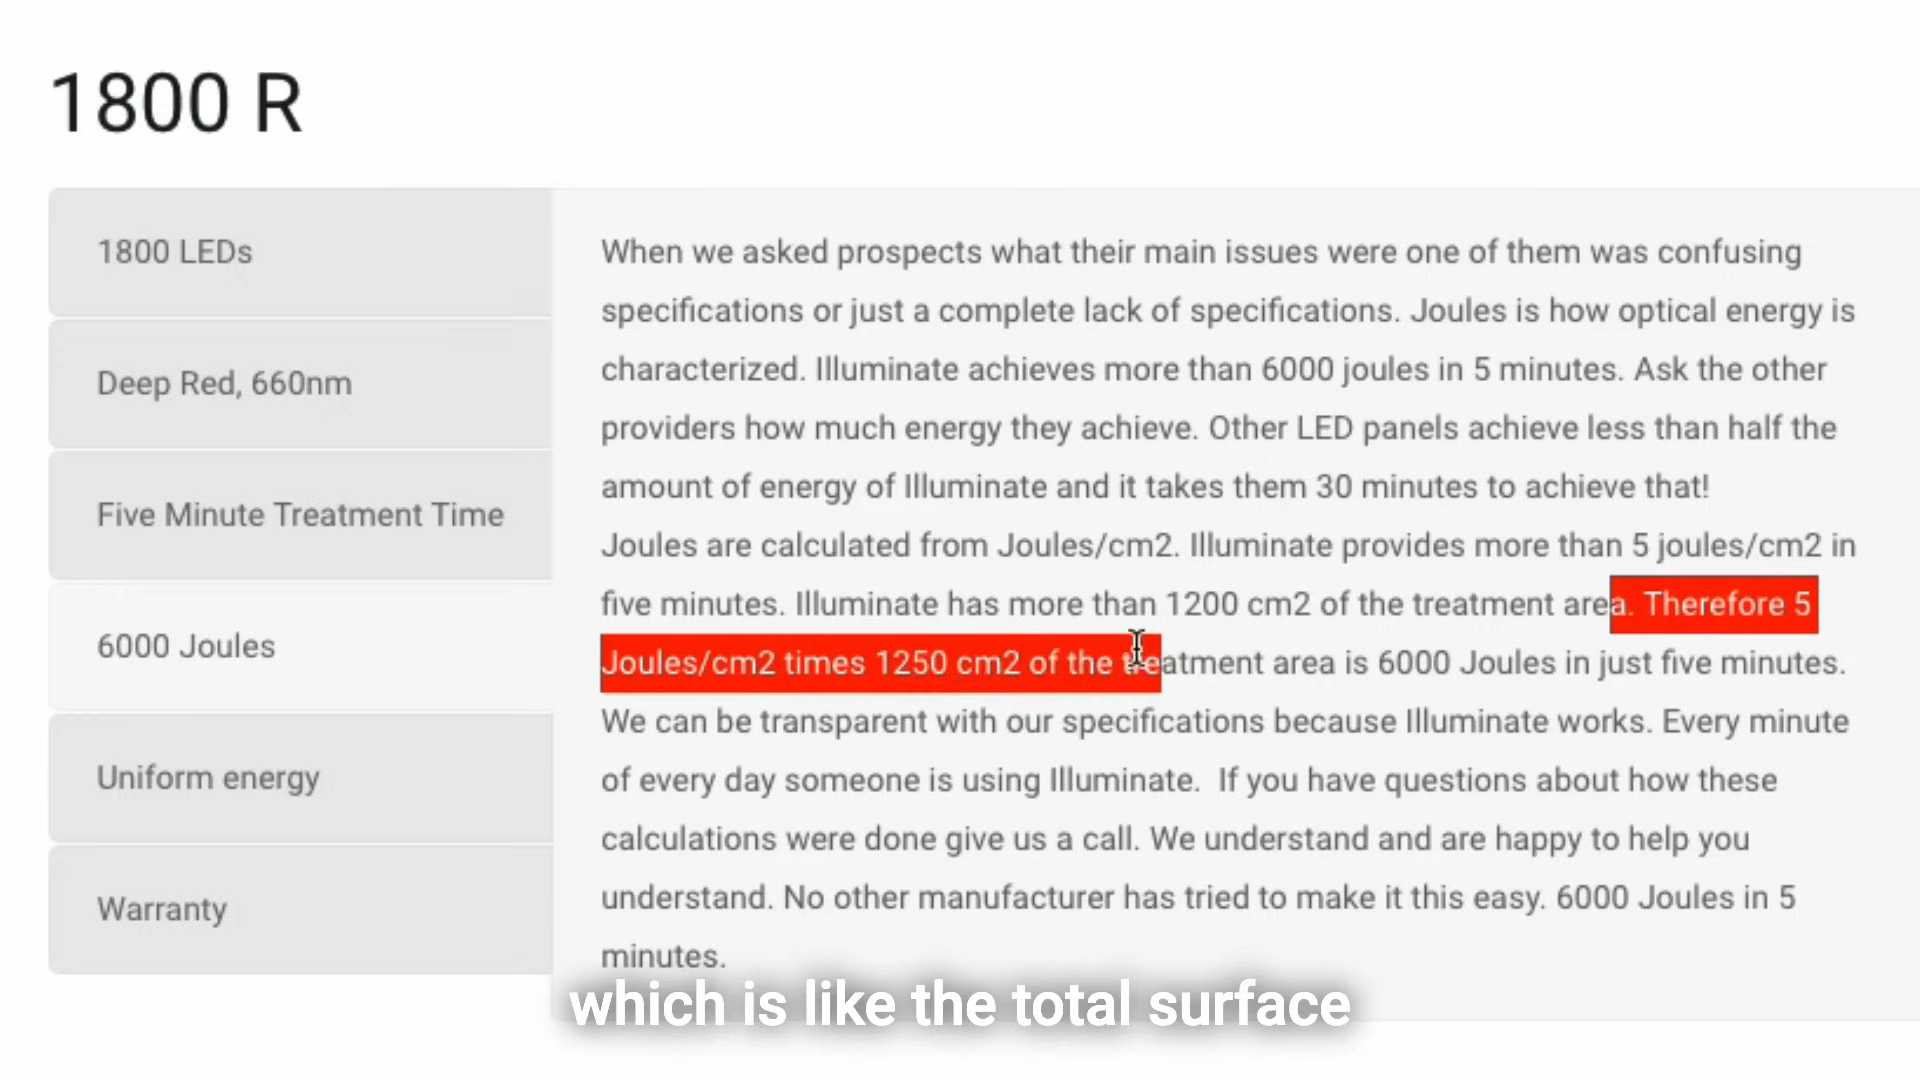 1800 R
1800 LEDs
Deep Red, 660nm
Five Minute Treatment Time
6000 Joules
Uniform energy
Warranty
When we asked prospects what their main issues were one of them was confusing
specifications or just a complete lack of specifications. Joules is how optical energy is
characterized. Illuminate achieves more than 6000 joules in 5 minutes. Ask the other
providers how much energy they achieve. Other LED panels achieve less than half the
amount of energy of Illuminate and it takes them 30 minutes to achieve that!
Joules are calculated from Joules/cm2. Illuminate provides more than 5 joules/cm2 in
five minutes. Illuminate has more than 1200 cm2 of the treatment area. Therefore 5
Joules/cm2 times 1250 cm2 of the treatment area is 6000 Joules in just five minutes.
We can be transparent with our specifications because Illuminate works. Every minute
of every day someone is using Illuminate.  If you have questions about how these
calculations were done give us a call. We understand and are happy to help you
understand. No other manufacturer has tried to make it this easy. 6000 Joules in 5
minutes.
which is like the total surface